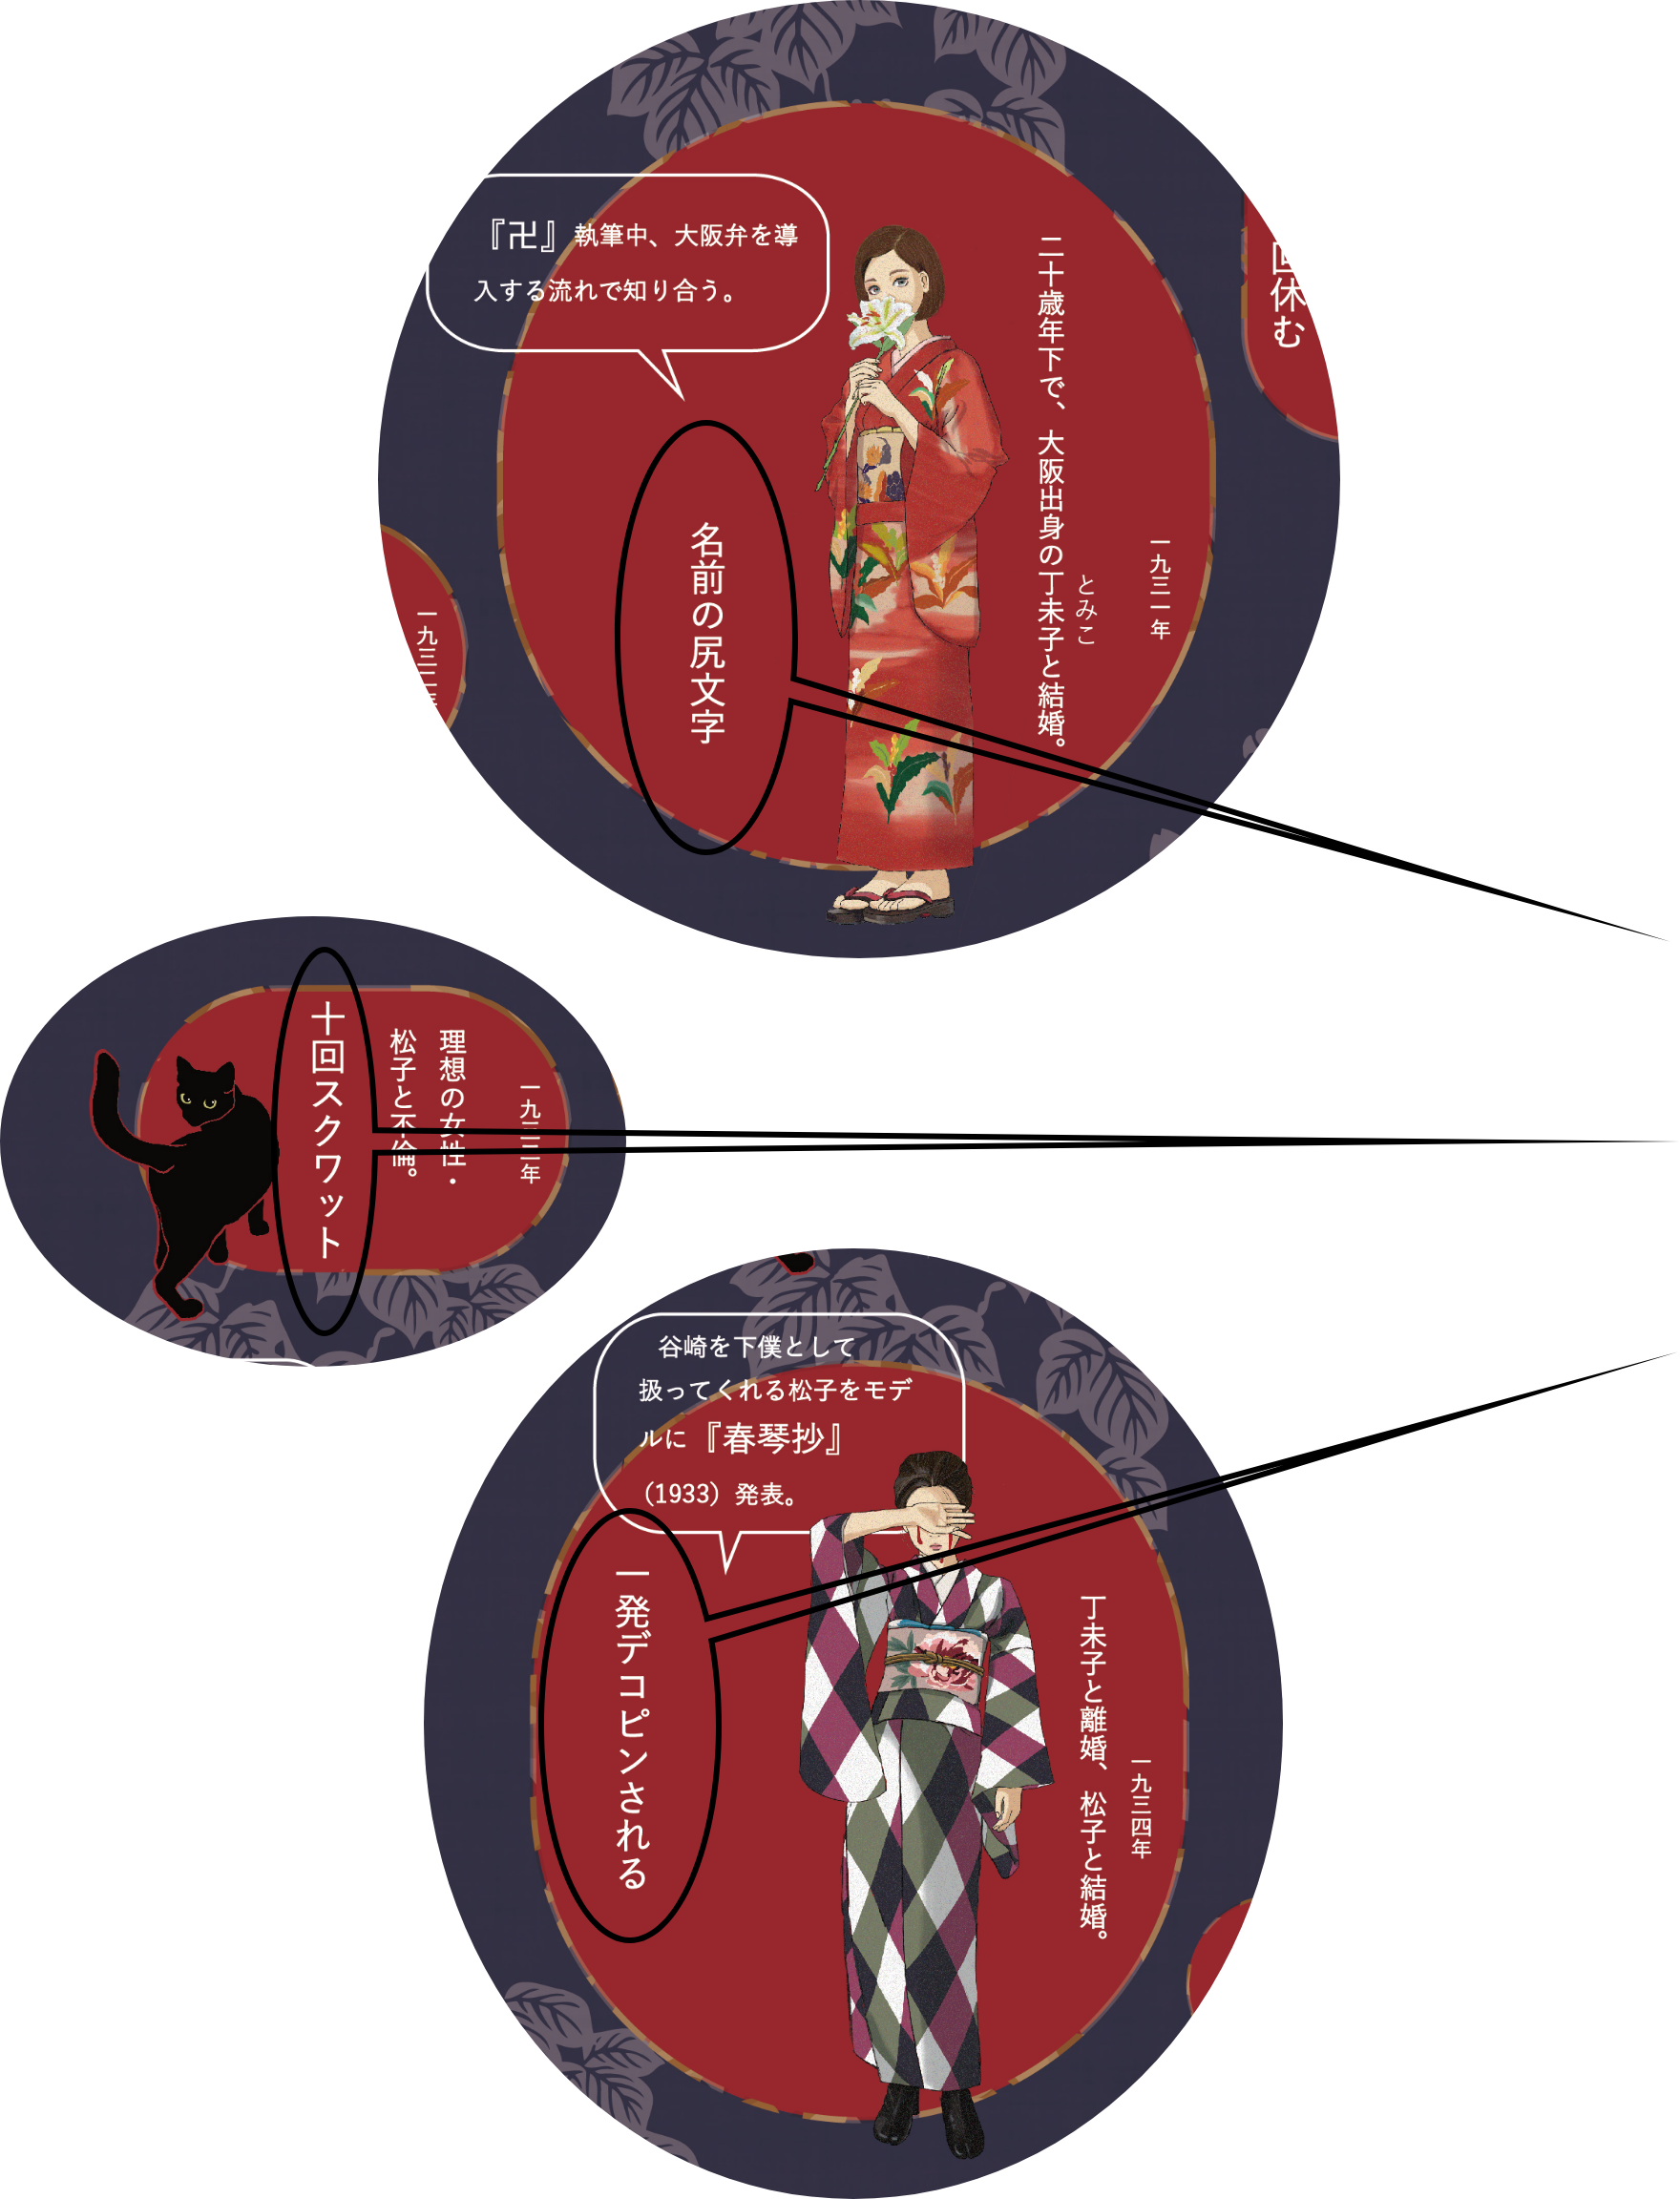 回休む
一九三一年
二十歳年下で、大阪出身の丁未子と結婚。
とみこ
『卍』執筆中、大阪弁を導
入する流れで知り合う。
名前の尻文字
一九三二年
一九三二年
理想の女性・
松子と不倫。
十回スクワット
谷崎を下僕として
扱ってくれる松子をモデ
ルに『春琴抄』
（1933）発表。
一九三四年
丁未子と離婚、松子と結婚。
一発デコピンされる